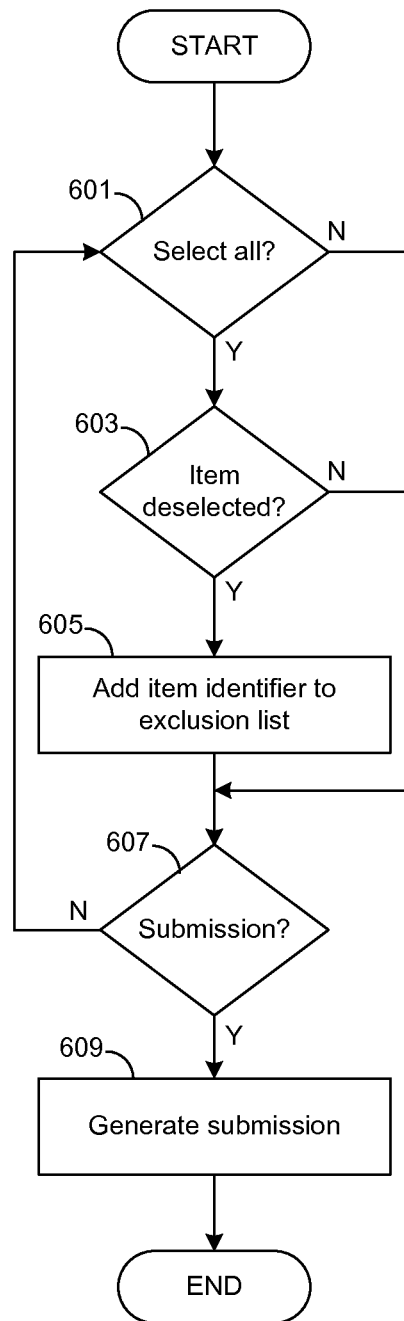 START
601
Select all?
N
Y
603
Item
deselected?
N
Y
605
Add item identifier to
exclusion list
607
N
Submission?
Y
609
Generate submission
END